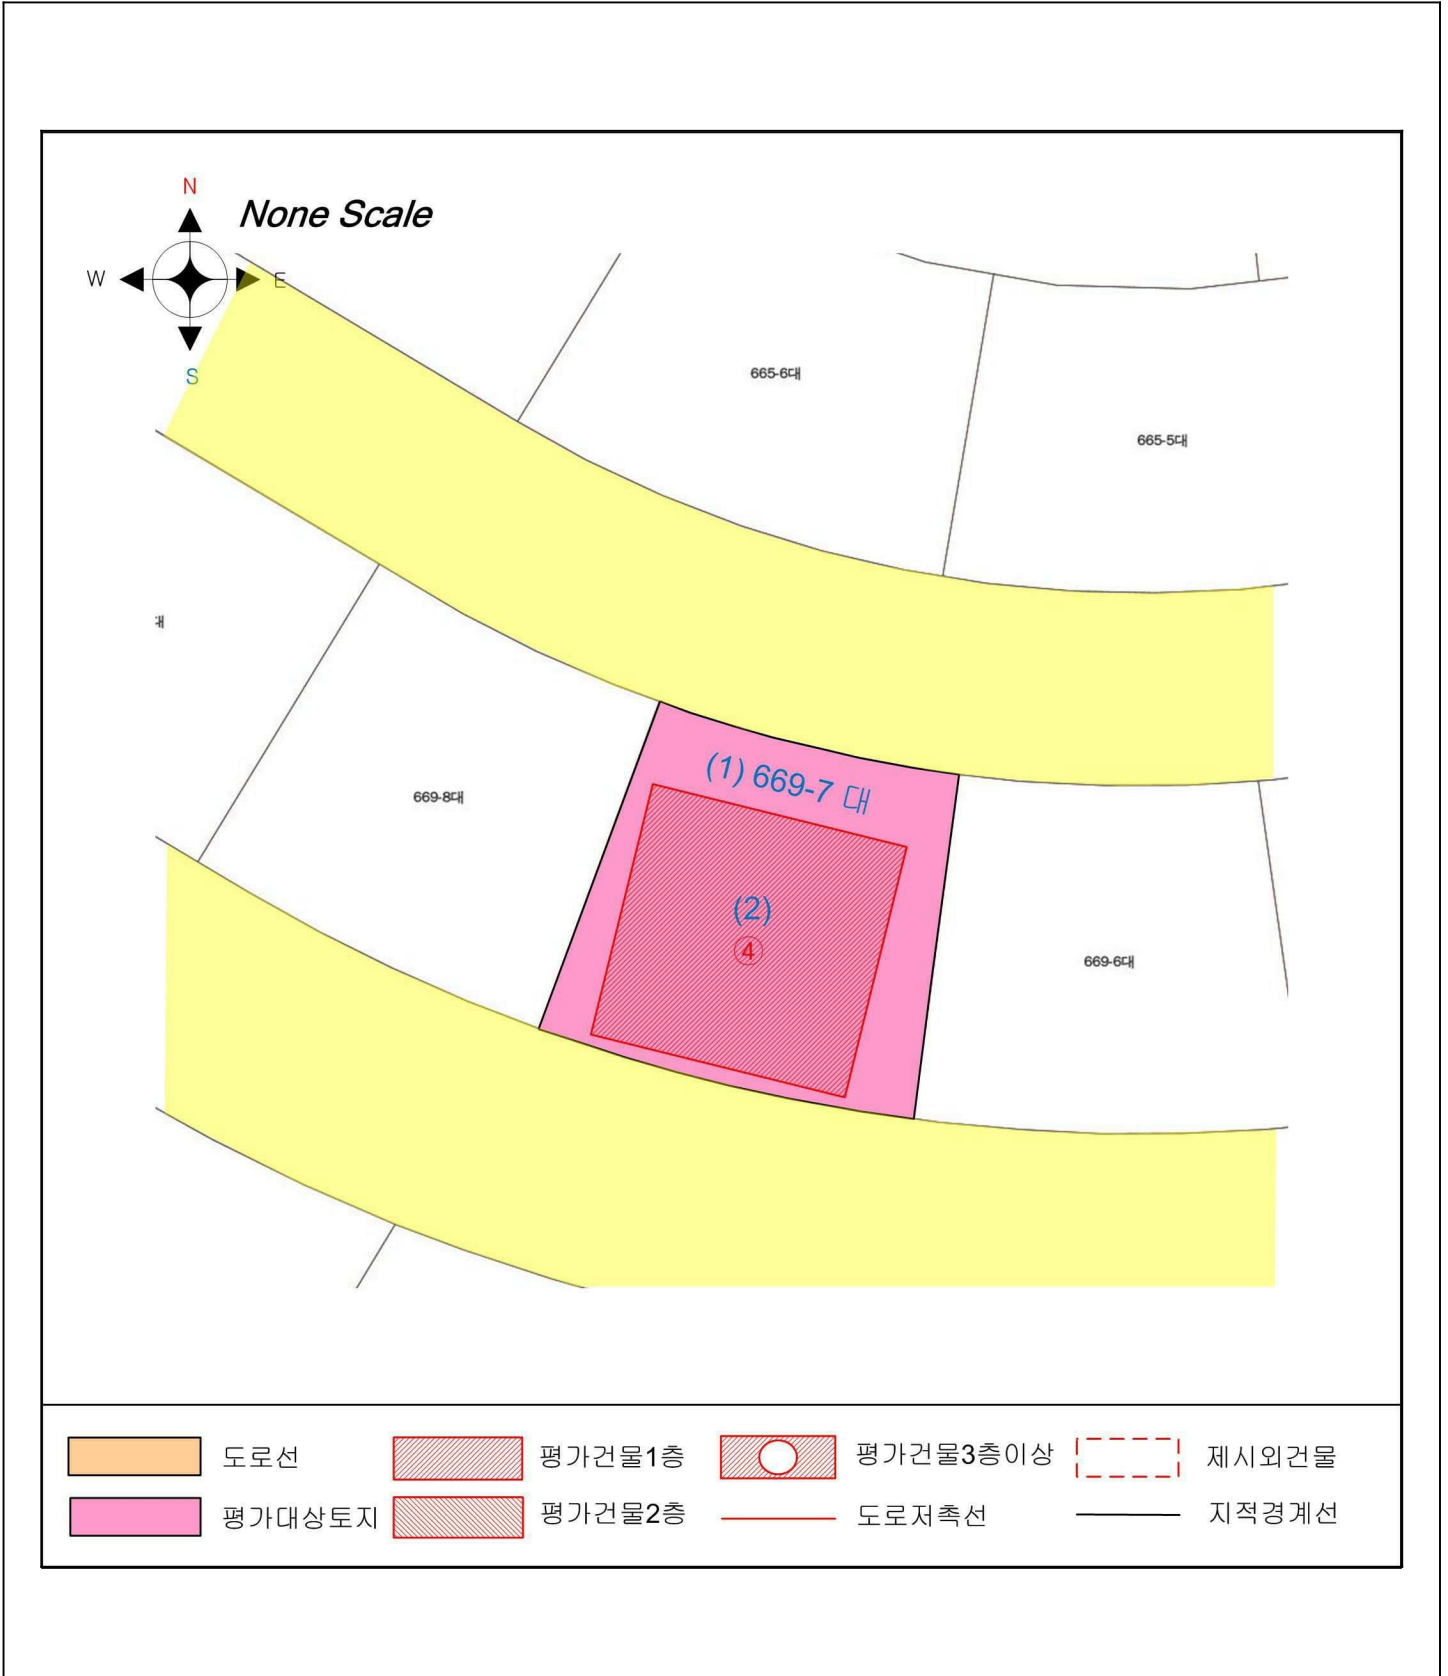 N
None Scale
W
E
S
665-6대
665-5대
669-8대
(1) 669-7 대
(2)
④
669-6대
도로선
평가건물1층
평가건물3층이상
제시외건물
평가대상토지
평가건물2층
도로저촉선
지적경계선